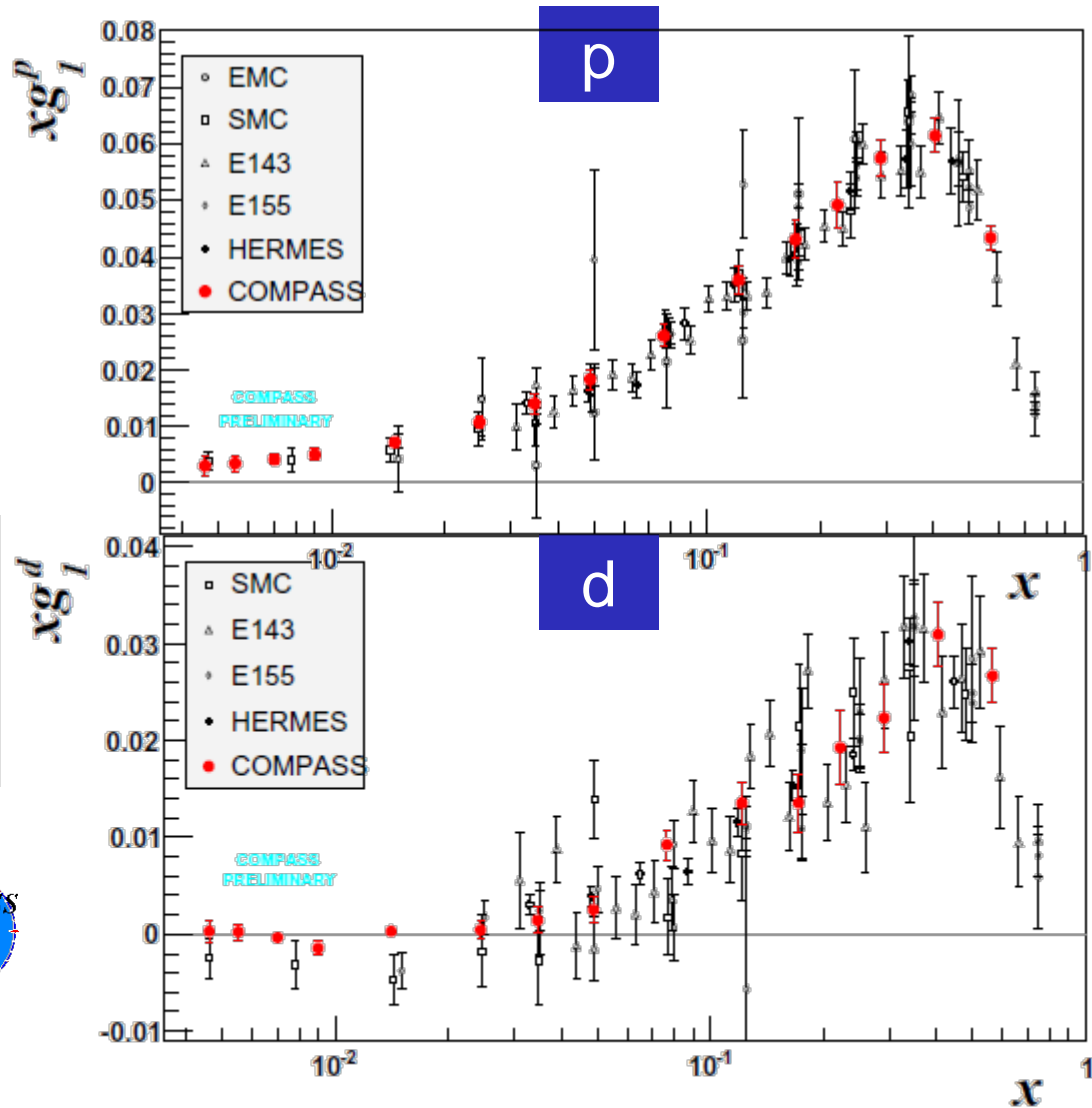 p
xg₁ᵖ
0.08
0.07
0.06
0.05
0.04
0.03
0.02
0.01
0
EMC
SMC
E143
E155
HERMES
COMPASS
COMPASS
PRELIMINARY
10⁻²
10⁻¹
1
x
d
xg₁ᵈ
0.04
0.03
0.02
0.01
0
-0.01
SMC
E143
E155
HERMES
COMPASS
COMPASS
PRELIMINARY
s
10⁻²
10⁻¹
1
x